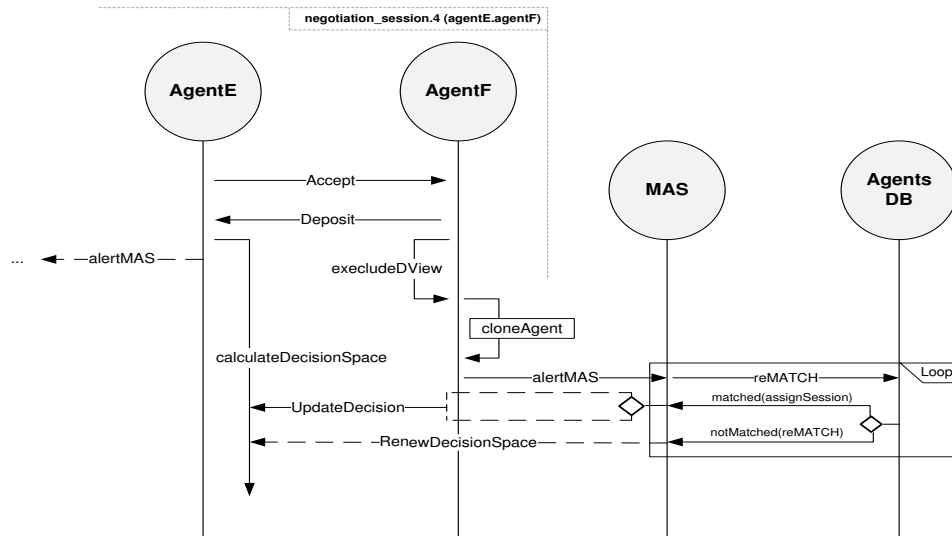 negotiation_session.4 (agentE.agentF)
AgentE
AgentF
MAS
Agents
DB
Accept
Deposit
... alertMAS
execludeDView
cloneAgent
calculateDecisionSpace
alertMAS
reMATCH
Loop
matched(assignSession)
UpdateDecision
notMatched(reMATCH)
RenewDecisionSpace